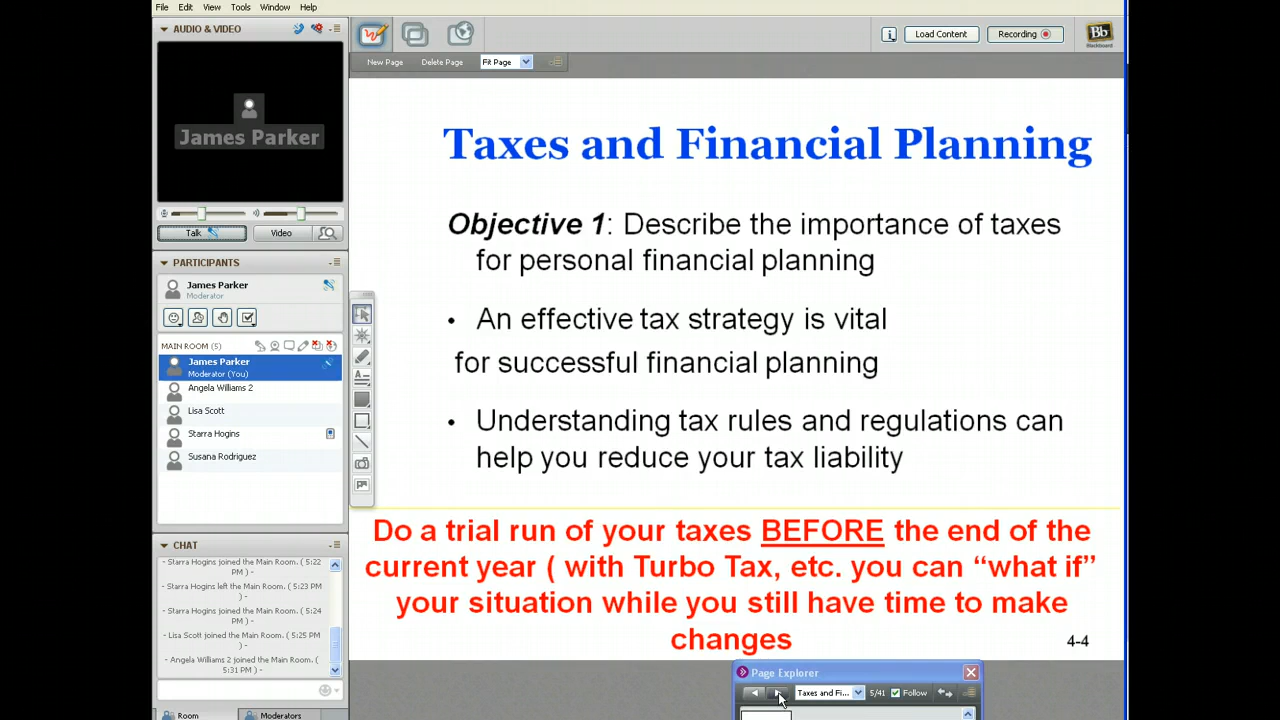 File Edit View Tools Window Help
AUDIO & VIDEO
James Parker
Talk Video
PARTICIPANTS
James Parker
Moderator
MAIN ROOM (5)
James Parker
Moderator (You)
Angela Williams 2
Lisa Scott
Starra Hogins
Susana Rodriguez
CHAT
- Starra Hogins joined the Main Room. ( 5:22
PM ) -
- Starra Hogins left the Main Room. ( 5:23 PM
) -
- Starra Hogins joined the Main Room. ( 5:24
PM ) -
- Lisa Scott joined the Main Room. ( 5:25 PM
) -
- Angela Williams 2 joined the Main Room. (
5:31 PM ) -
Room Moderators
Load Content Recording
Bb
Blackboard
New Page Delete Page Fit Page
Taxes and Financial Planning
Objective 1: Describe the importance of taxes
for personal financial planning
• An effective tax strategy is vital
for successful financial planning
• Understanding tax rules and regulations can
help you reduce your tax liability
Do a trial run of your taxes BEFORE the end of the
current year ( with Turbo Tax, etc. you can “what if”
your situation while you still have time to make
changes
4-4
Page Explorer
Taxes and Fi... 5/41 Follow